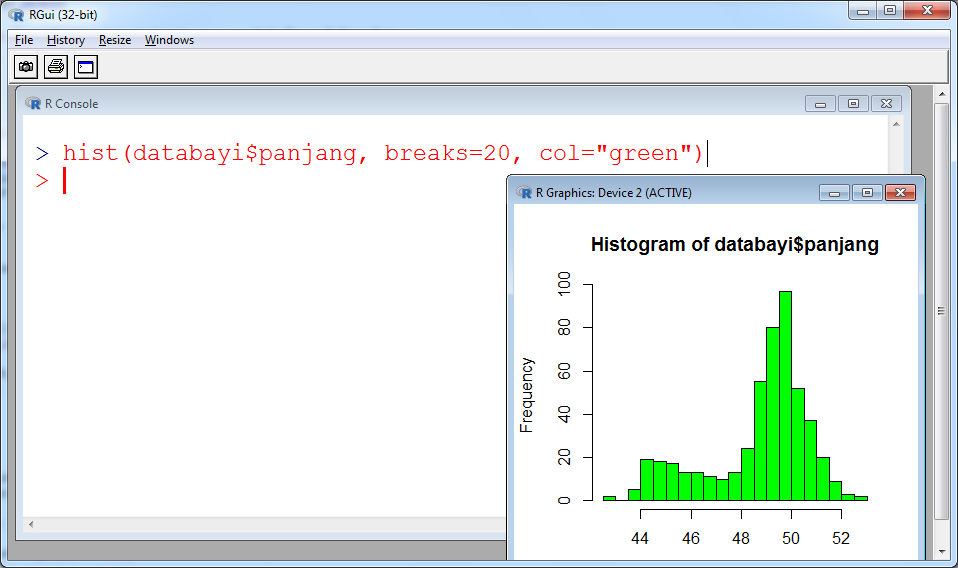 RGui (32-bit)
File History Resize Windows
R Console
> hist(databayi$panjang, breaks=20, col="green")
>
R Graphics: Device 2 (ACTIVE)
Histogram of databayi$panjang
Frequency
100
80
60
40
20
0
44 46 48 50 52